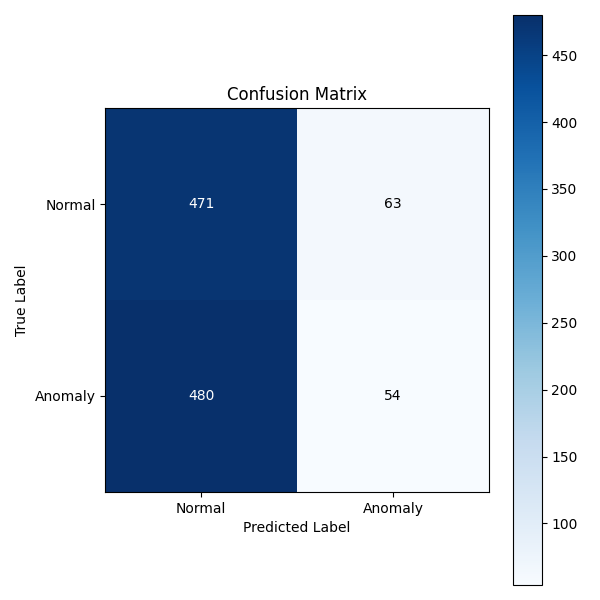 Confusion Matrix
450
400
350
300
250
200
150
100
True Label
Normal
471
63
Anomaly
480
54
Normal
Anomaly
Predicted Label